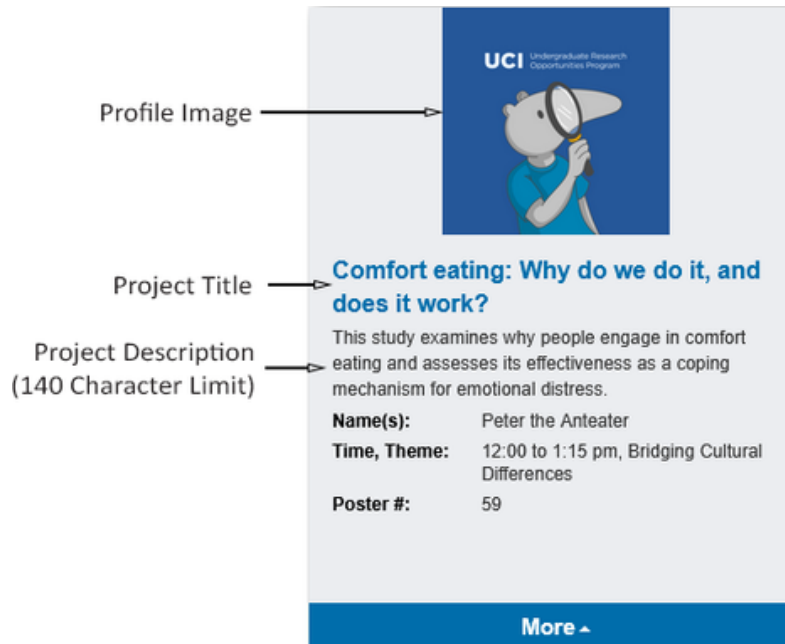 UCI Undergraduate Research
Opportunities Program
Profile Image
Project Title
Comfort eating: Why do we do it, and
does it work?
Project Description
(140 Character Limit)
This study examines why people engage in comfort
eating and assesses its effectiveness as a coping
mechanism for emotional distress.
Name(s): Peter the Anteater
Time, Theme: 12:00 to 1:15 pm, Bridging Cultural
Differences
Poster #: 59
More